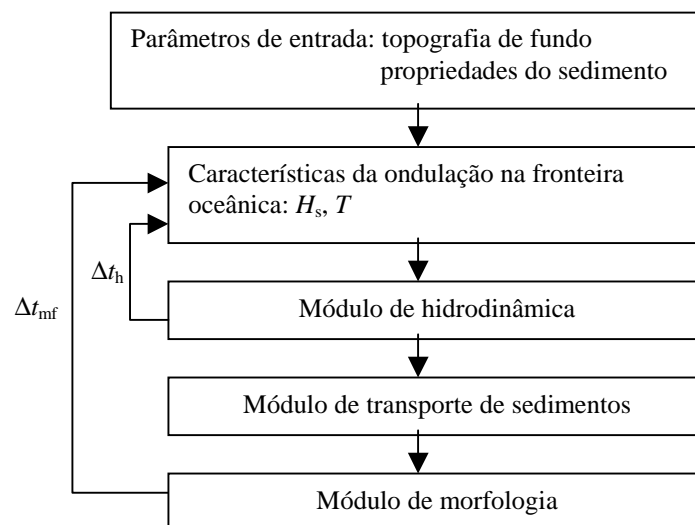 Parâmetros de entrada: topografia de fundo
propriedades do sedimento
Características da ondulação na fronteira
oceânica: Hs, T
Δth
Δtmf
Módulo de hidrodinâmica
Módulo de transporte de sedimentos
Módulo de morfologia